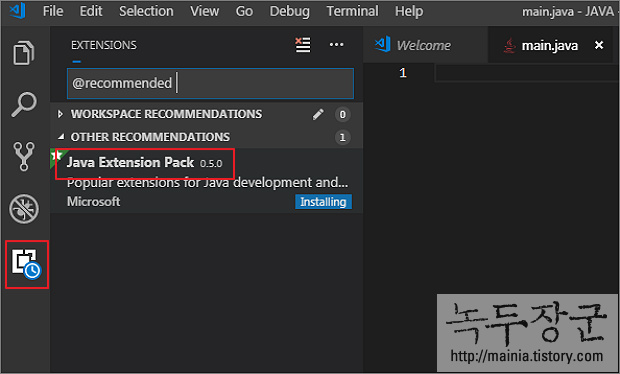 File Edit Selection View Go Debug Terminal Help
main.java - JAVA -
EXTENSIONS
@recommended
WORKSPACE RECOMMENDATIONS 0
OTHER RECOMMENDATIONS 1
Java Extension Pack 0.5.0
Popular extensions for Java development and...
Microsoft Installing
Welcome main.java
1
녹두장군
http://mainia.tistory.com